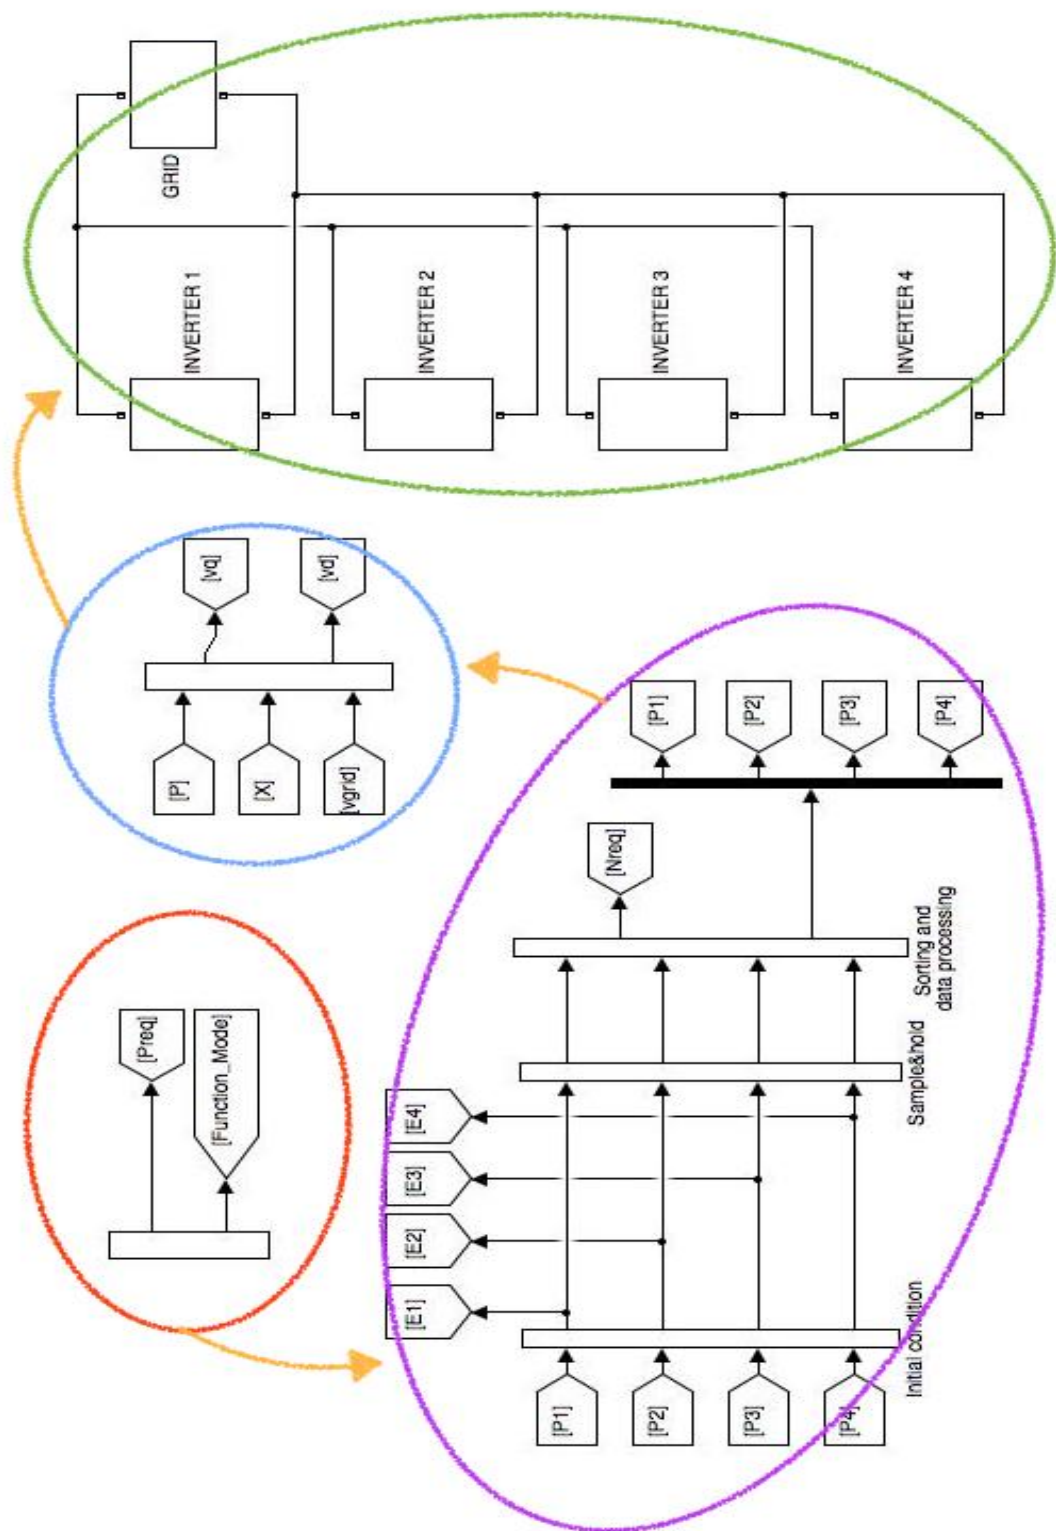 [Preq]
[Function_Mode]
[P]
[X]
[vgrid]
[vq]
[vd]
GRID
INVERTER 1
INVERTER 2
INVERTER 3
INVERTER 4
[E1]
[E2]
[E3]
[E4]
[P1]
[P2]
[P3]
[P4]
Initial condition
Sample&hold
Sorting and
data processing
[Nreq]
[P1]
[P2]
[P3]
[P4]